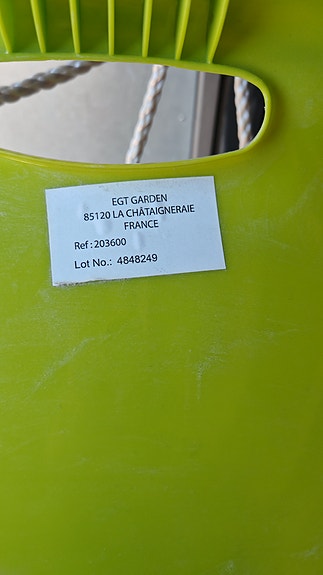 EGT GARDEN
85120 LA CHÂTAIGNERAIE
FRANCE
Ref : 203600
Lot No.: 4848249